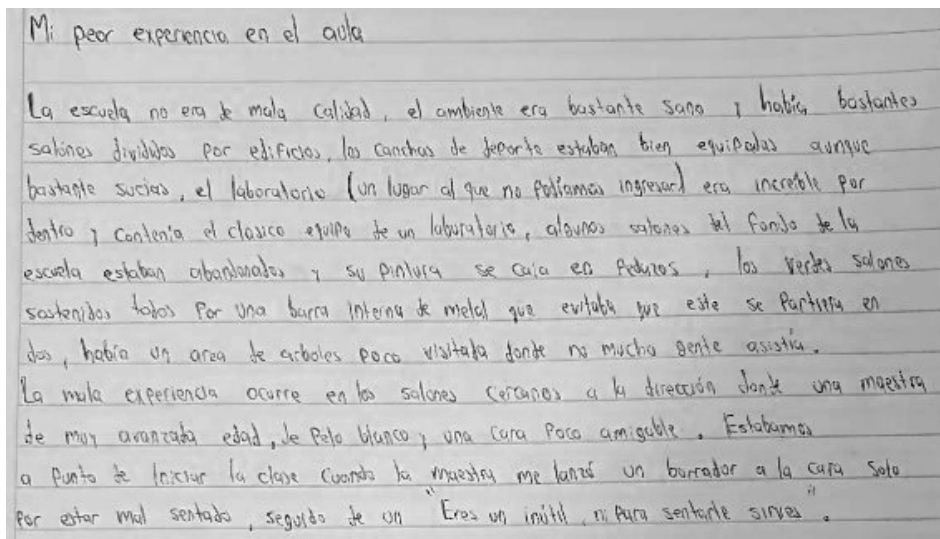 Mi peor experiencia en el aula
La escuela no era de mala calidad, el ambiente era bastante sano y había bastantes
salones divididos por edificios, las canchas de deporte estaban bien equipadas aunque
bastante sucias, el laboratorio (un lugar al que no podíamos ingresar) era increíble por
dentro y contenía el clasico equipo de un laboratorio, algunos salones del fondo de la
escuela estaban abandonados y su pintura se caia en pedazos, los verdes salones
sostenidos todos por una barra interna de metal que evitaba que este se partiera en
dos, había un area de arboles poco visitada donde no mucha gente asistía.
La mala experiencia ocurre en los salones cercanos a la dirección donde una maestra
de muy avanzada edad, de pelo blanco y una cara poco amigable. Estabamos
a punto de iniciar la clase cuando la maestra me lanzó un borrador a la cara solo
por estar mal sentado, seguido de un "Eres un inútil, ni para sentarte sirves".